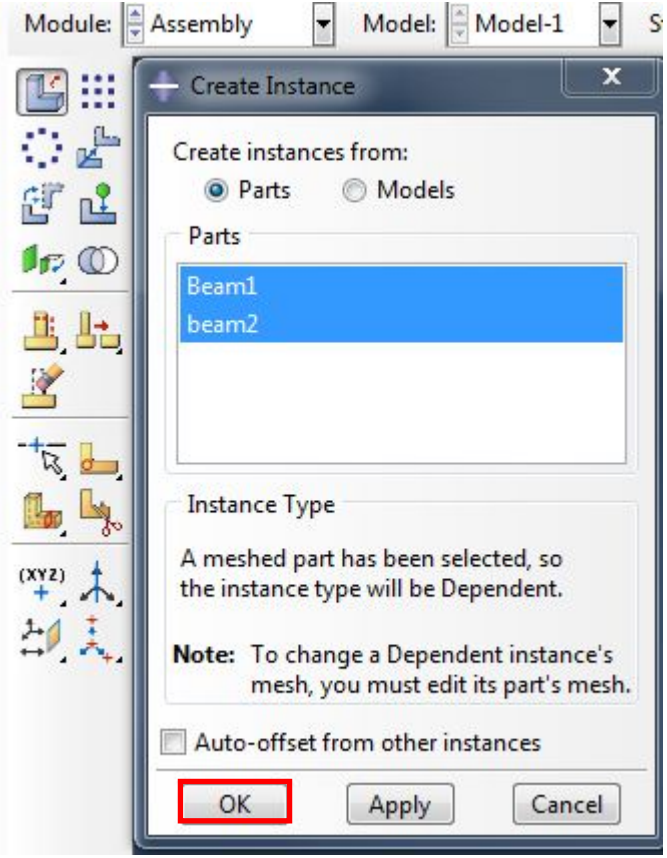 Module: Assembly Model: Model-1
Create Instance
Create instances from:
Parts Models
Parts
Beam1
beam2
Instance Type
A meshed part has been selected, so
the instance type will be Dependent.
Note: To change a Dependent instance's
mesh, you must edit its part's mesh.
Auto-offset from other instances
OK Apply Cancel
(XYZ)